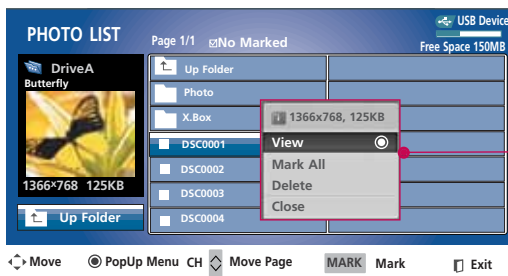 PHOTO LIST
Page 1/1 ☑No Marked
USB Device
Free Space 150MB
DriveA
Butterfly
1366×768 125KB
Up Folder
Up Folder
Photo
X.Box
DSC0001
DSC0002
DSC0003
DSC0004
1366x768, 125KB
View
Mark All
Delete
Close
Move PopUp Menu CH Move Page MARK Mark Exit